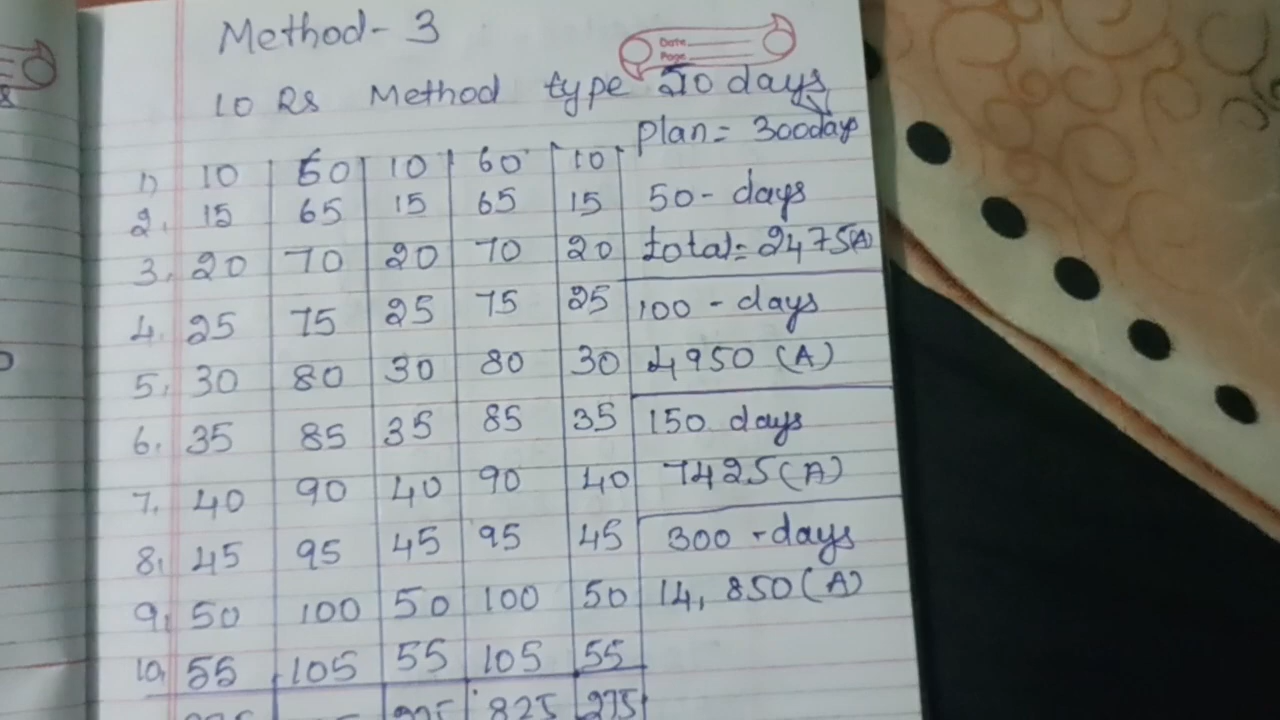 Method - 3
Date
Page
10 Rs Method type 50 days
Plan = 300days
1) 10 60 10 60 10
2. 15 65 15 65 15 50 - days
3. 20 70 20 70 20 total = 2475(A)
4. 25 75 25 75 25 100 - days
5. 30 80 30 80 30 4950 (A)
6. 35 85 35 85 35 150 days
7. 40 90 40 90 40 7425 (A)
8. 45 95 45 95 45 300 - days
9. 50 100 50 100 50 14,850 (A)
10. 55 105 55 105 55
825 275